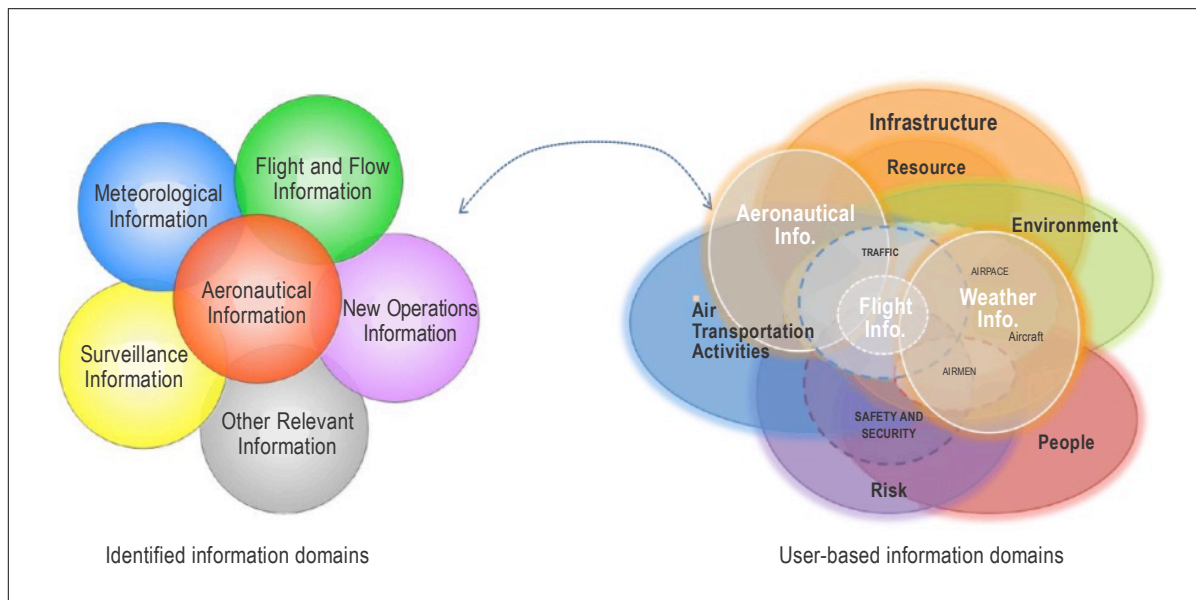 Flight and Flow
Information
Meteorological
Information
Aeronautical
Information
New Operations
Information
Surveillance
Information
Other Relevant
Information
Identified information domains
Infrastructure
Resource
Aeronautical
Info.
Environment
TRAFFIC
AIRPACE
Flight
Info.
Weather
Info.
Air
Transportation
Activities
Aircraft
AIRMEN
SAFETY AND
SECURITY
People
Risk
User-based information domains